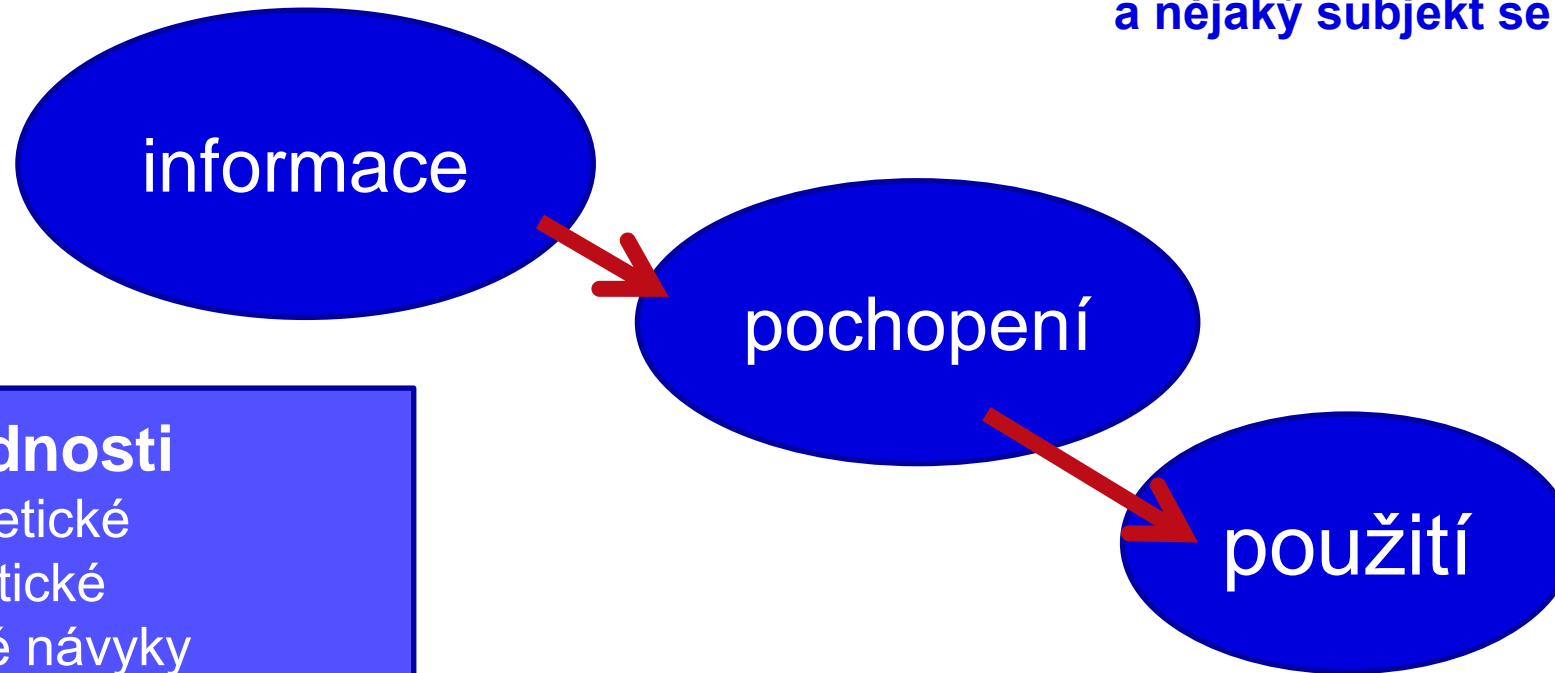 a nějaký subjekt se
informace
pochopení
dnosti
etické
tické
é návyky
použití